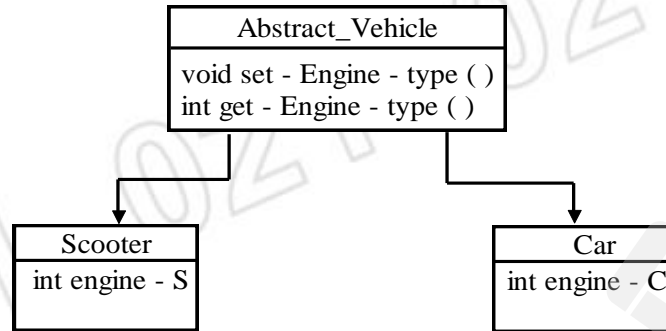 Abstract_Vehicle
void set - Engine - type ( )
int get - Engine - type ( )
Scooter
int engine - S
Car
int engine - C